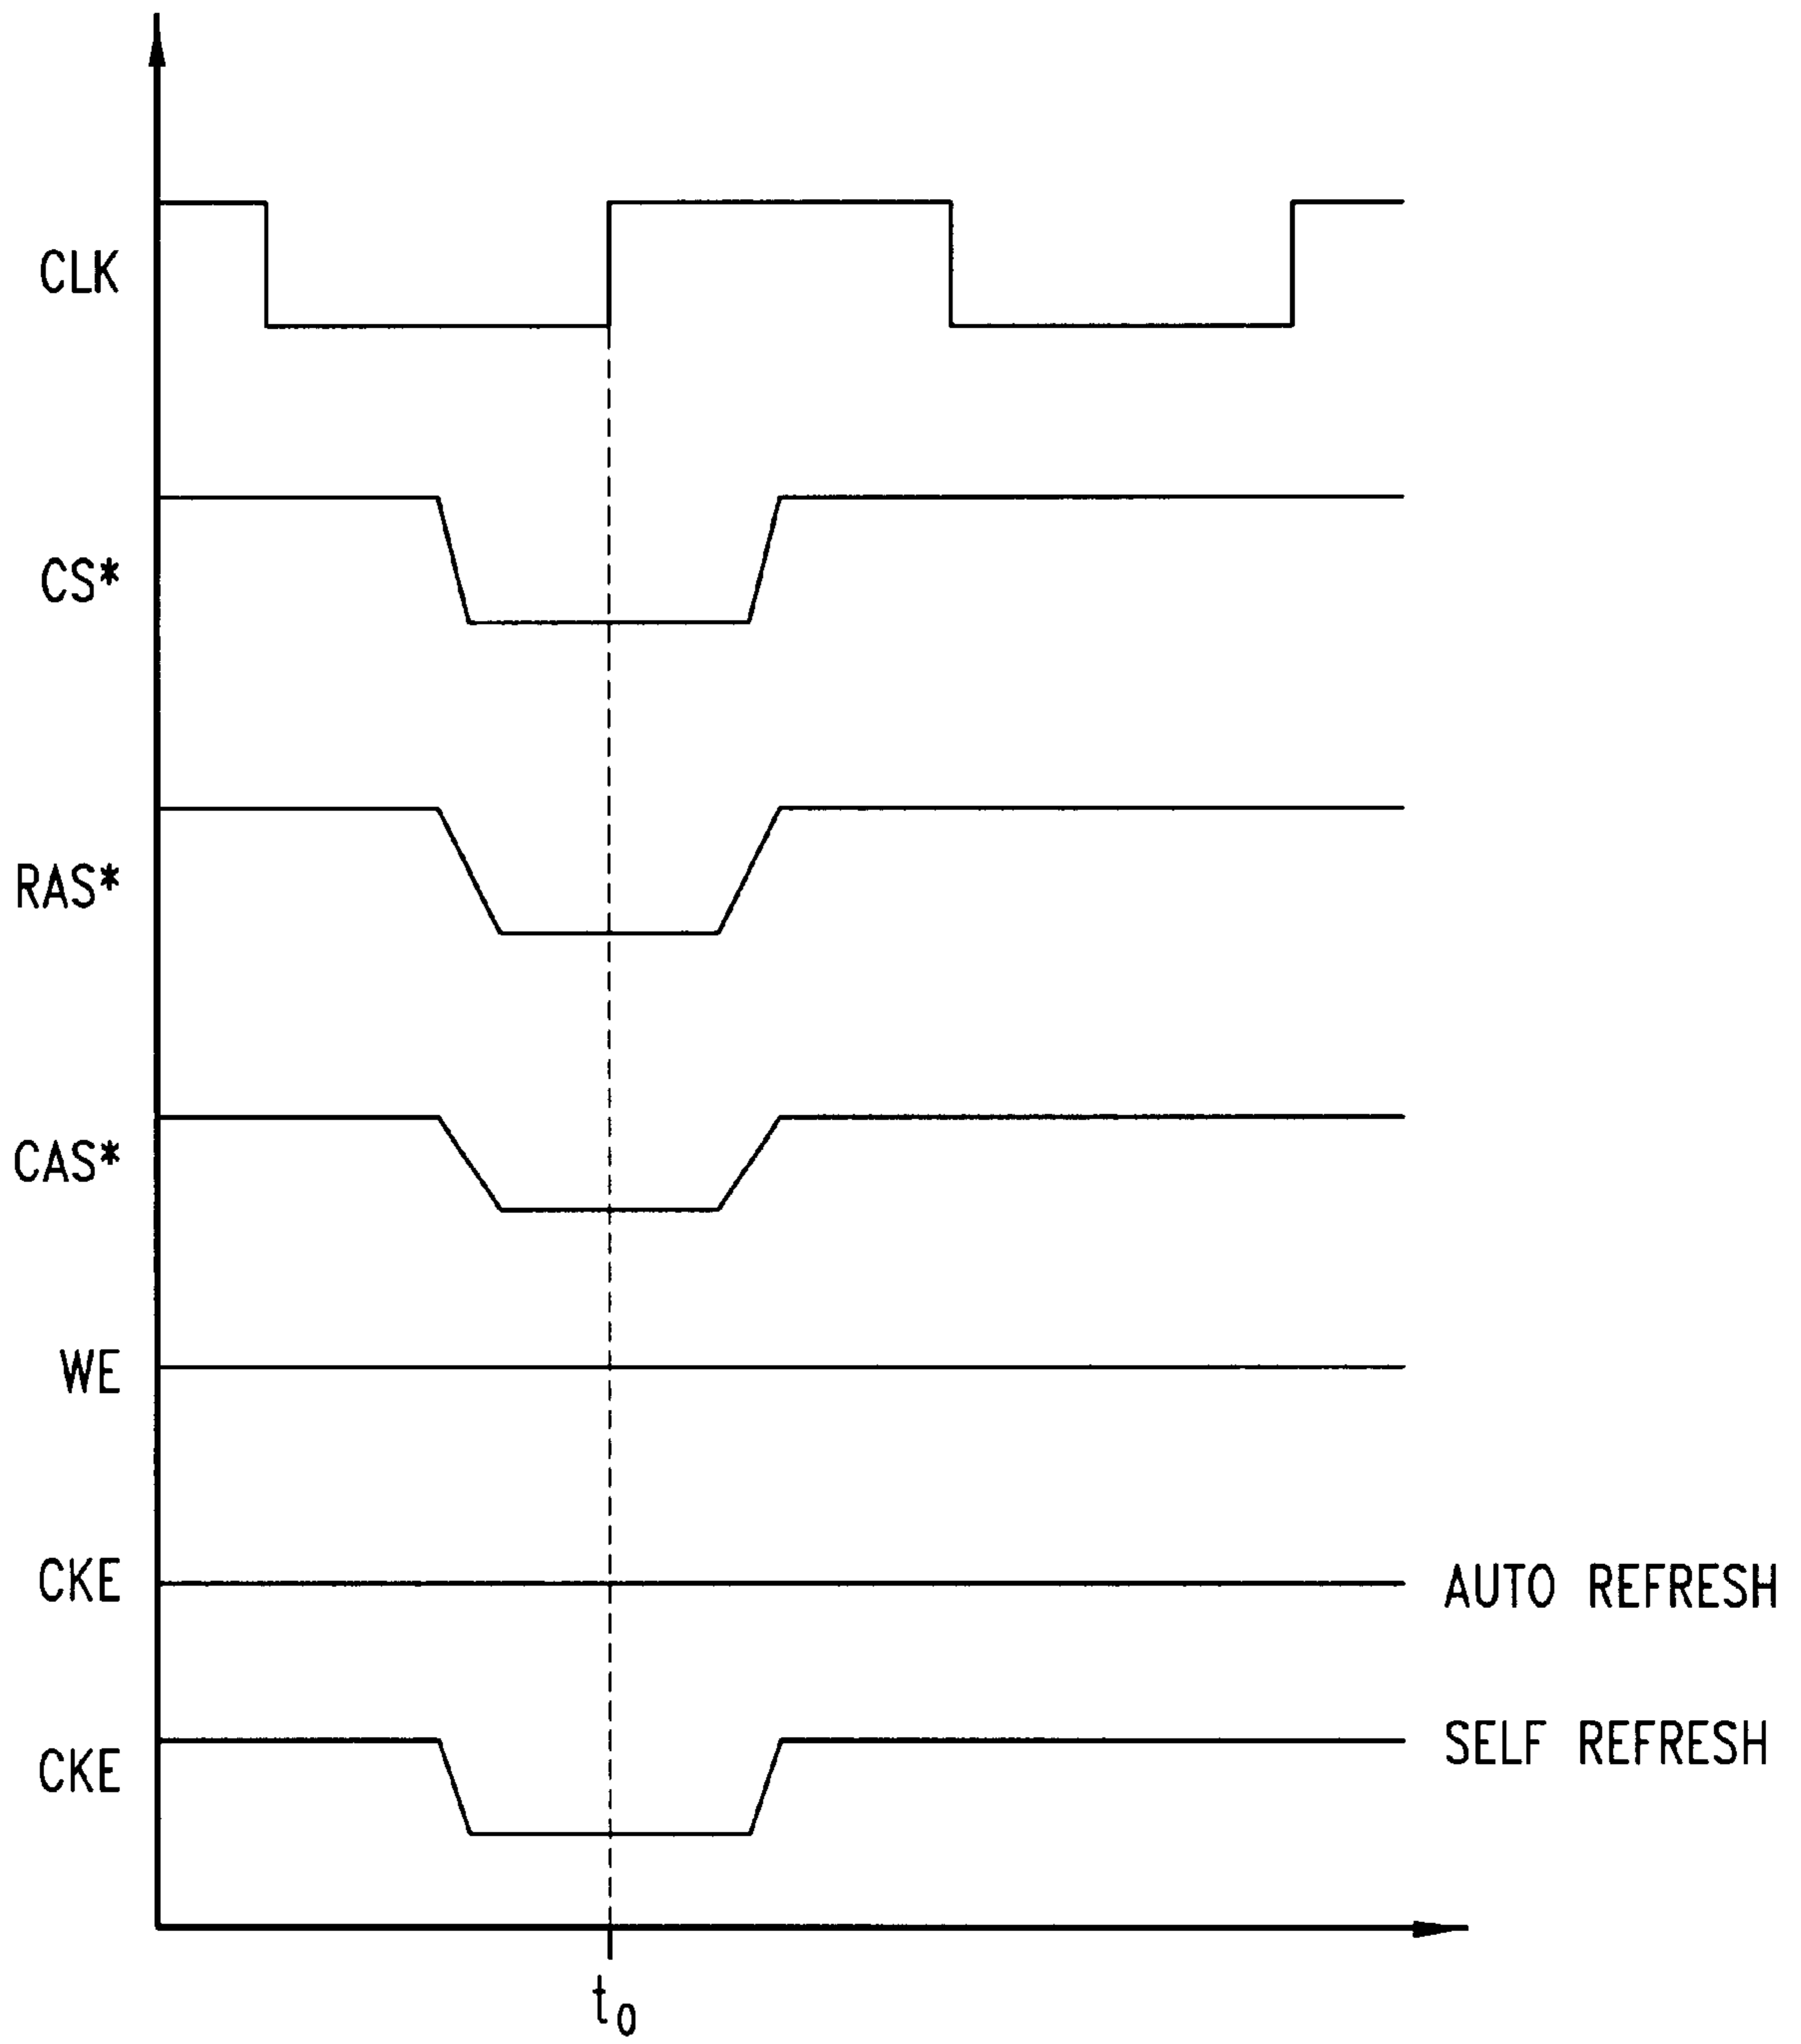 CLK
CS*
RAS*
CAS*
WE
CKE AUTO REFRESH
CKE SELF REFRESH
t0